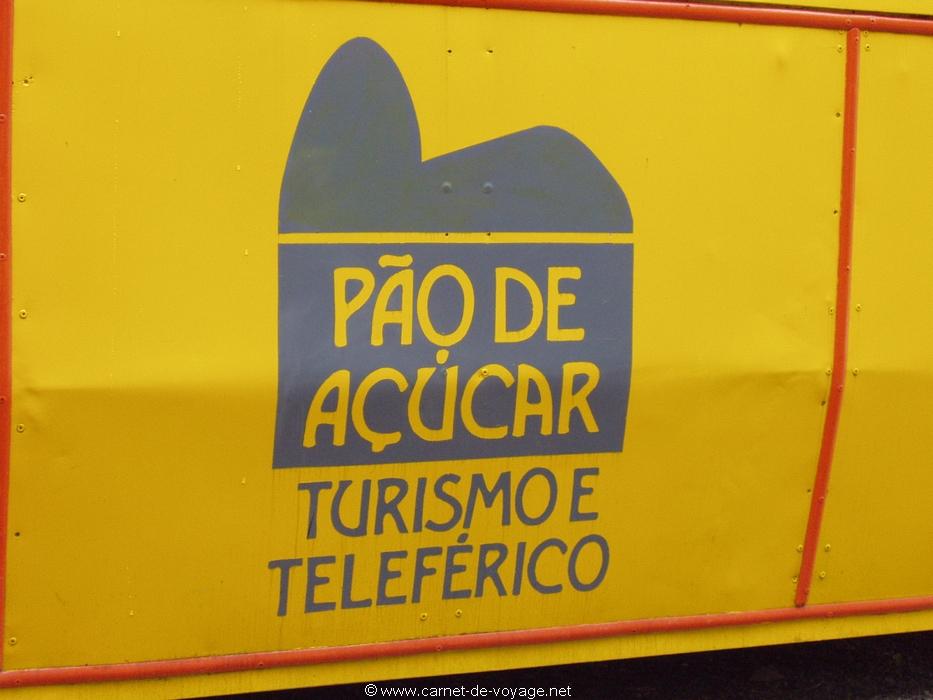 PÃO DE
AÇÚCAR
TURISMO E
TELEFÉRICO
© www.carnet-de-voyage.net